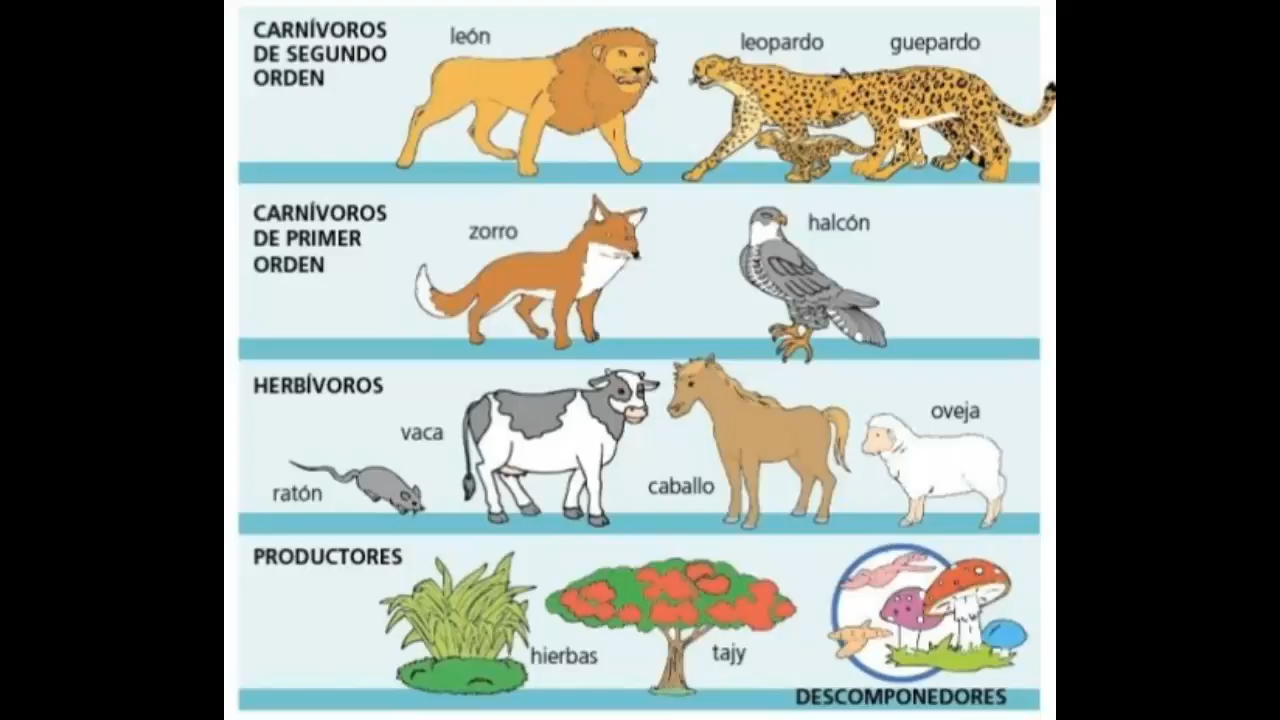 CARNÍVOROS
DE SEGUNDO
ORDEN
león
leopardo
guepardo
CARNÍVOROS
DE PRIMER
ORDEN
zorro
halcón
HERBÍVOROS
ratón
vaca
caballo
oveja
PRODUCTORES
hierbas
tajy
DESCOMPONEDORES